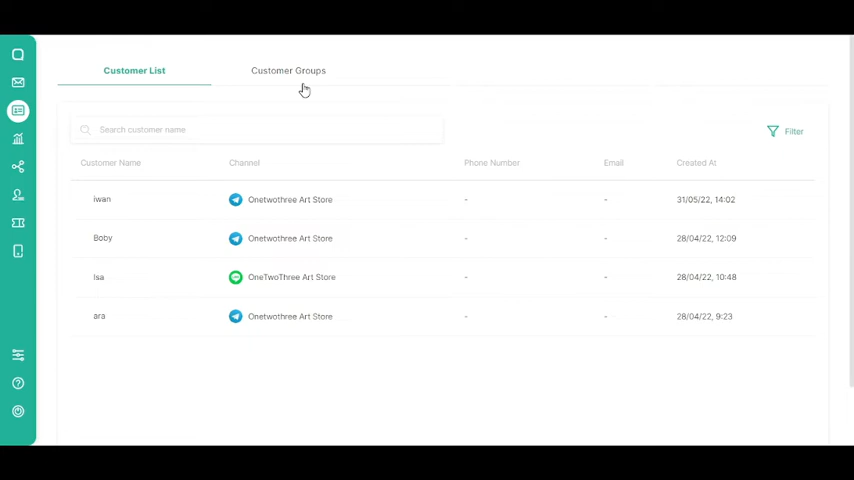 Customer List Customer Groups
Search customer name
Filter
Customer Name Channel Phone Number Email Created At
iwan Onetwothree Art Store - - 31/05/22, 14:02
Boby Onetwothree Art Store - - 28/04/22, 12:09
Isa OneTwoThree Art Store - - 28/04/22, 10:48
ara Onetwothree Art Store - - 28/04/22, 9:23